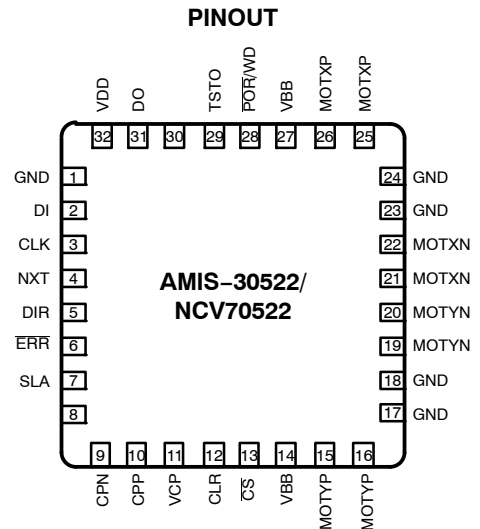 PINOUT
VDD
DO
TSTO
P̅O̅R̅/WD
VBB
MOTXP
MOTXP
32 31 30 29 28 27 26 25
GND 1
DI 2
CLK 3
NXT 4
DIR 5
E̅R̅R̅ 6
SLA 7
8
AMIS–30522/
NCV70522
24 GND
23 GND
22 MOTXN
21 MOTXN
20 MOTYN
19 MOTYN
18 GND
17 GND
9 10 11 12 13 14 15 16
CPN
CPP
VCP
CLR
C̅S̅
VBB
MOTYP
MOTYP